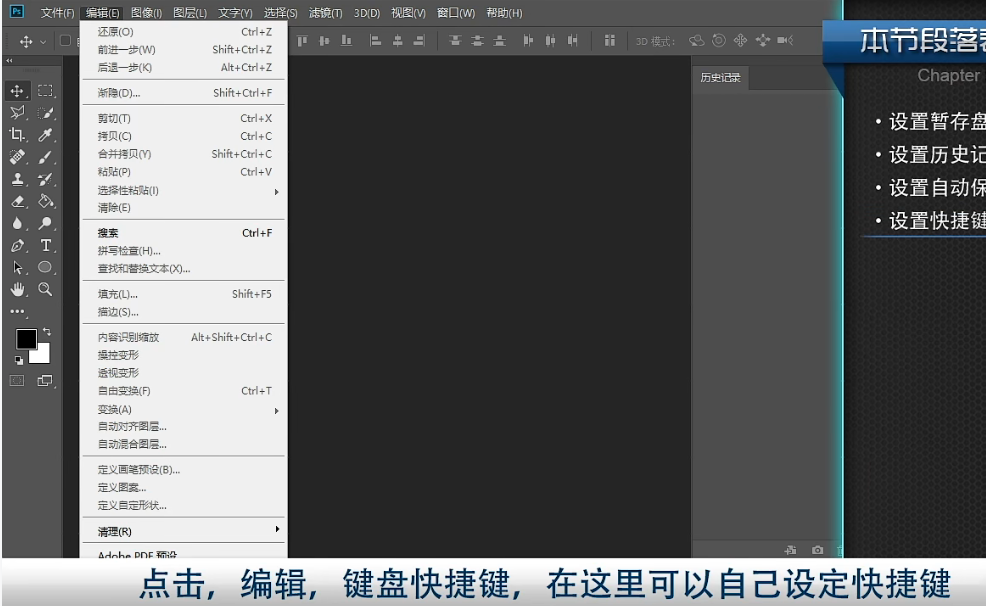 Ps 文件(F) 编辑(E) 图像(I) 图层(L) 文字(Y) 选择(S) 滤镜(T) 3D(D) 视图(V) 窗口(W) 帮助(H)
3D 模式:
还原(O) Ctrl+Z
前进一步(W) Shift+Ctrl+Z
后退一步(K) Alt+Ctrl+Z
渐隐(D)... Shift+Ctrl+F
剪切(T) Ctrl+X
拷贝(C) Ctrl+C
合并拷贝(Y) Shift+Ctrl+C
粘贴(P) Ctrl+V
选择性粘贴(I)
清除(E)
搜索 Ctrl+F
拼写检查(H)...
查找和替换文本(X)...
填充(L)... Shift+F5
描边(S)...
内容识别缩放 Alt+Shift+Ctrl+C
操控变形
透视变形
自由变换(F) Ctrl+T
变换(A)
自动对齐图层...
自动混合图层...
定义画笔预设(B)...
定义图案...
定义自定形状...
清理(R)
Adobe PDF 预设
历史记录
本节段落
Chapter
• 设置暂存盘
• 设置历史记
• 设置自动保
• 设置快捷键
点击，编辑，键盘快捷键，在这里可以自己设定快捷键